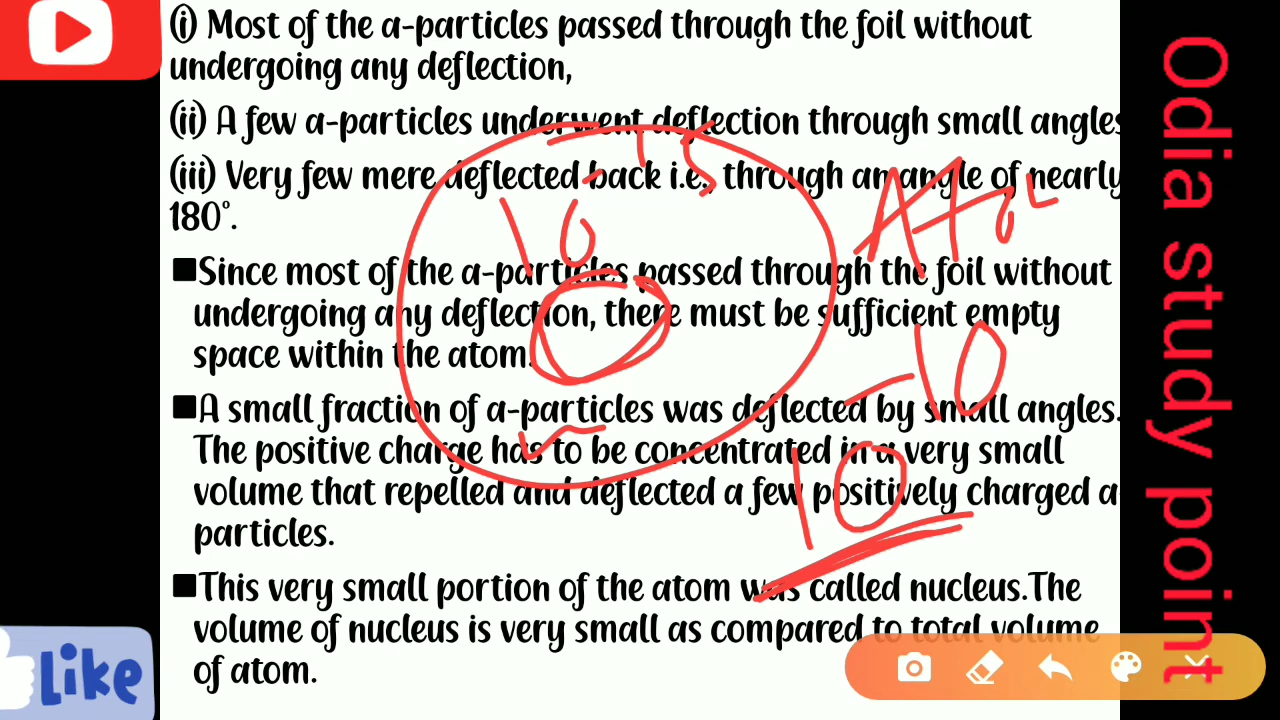 (i) Most of the a-particles passed through the foil without
undergoing any deflection,
(ii) A few a-particles underwent deflection through small angles
(iii) Very few mere deflected back i.e., through an angle of nearly
180°.
■Since most of the a-particles passed through the foil without
undergoing any deflection, there must be sufficient empty
space within the atom.
■A small fraction of a-particles was deflected by small angles.
The positive charge has to be concentrated in a very small
volume that repelled and deflected a few positively charged a
particles.
■This very small portion of the atom was called nucleus.The
volume of nucleus is very small as compared to total volume
of atom.
10
-15
10
-10
Like
Odia study point